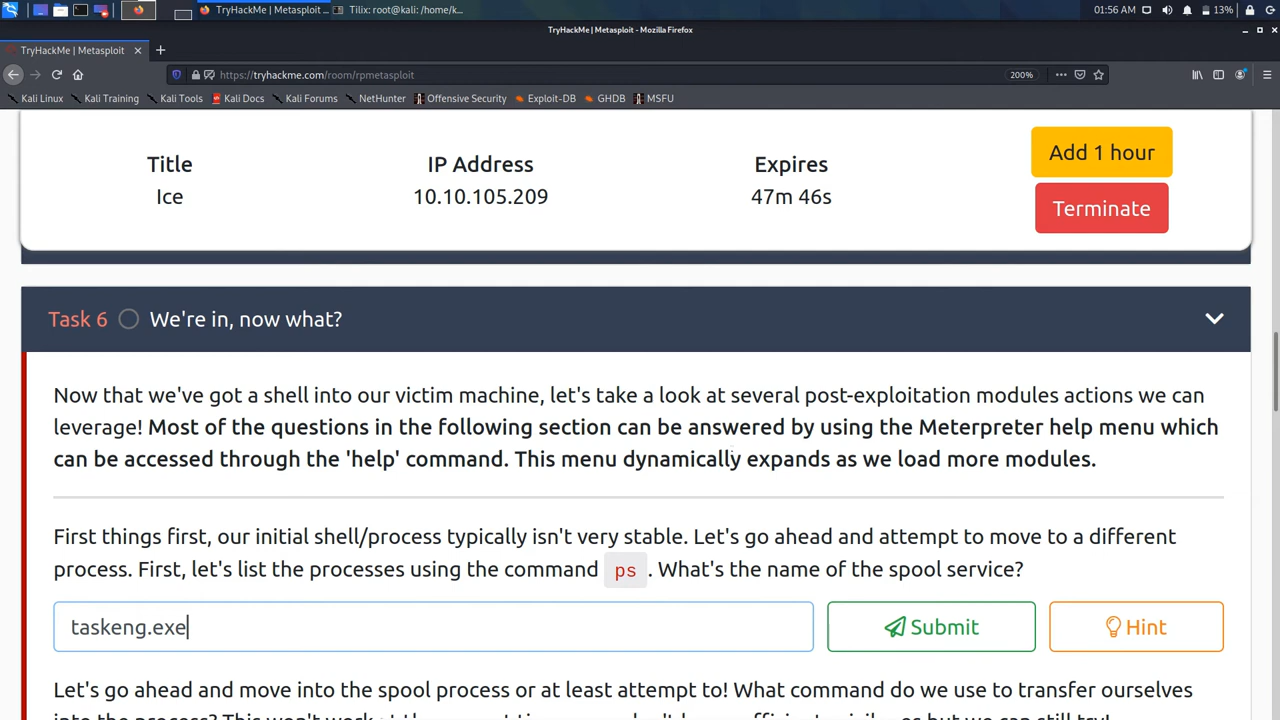 TryHackMe | Metasploit ...
Tilix: root@kali: /home/k...
01:56 AM
13%
TryHackMe | Metasploit - Mozilla Firefox
TryHackMe | Metasploit
https://tryhackme.com/room/rpmetasploit
200%
Kali Linux
Kali Training
Kali Tools
Kali Docs
Kali Forums
NetHunter
Offensive Security
Exploit-DB
GHDB
MSFU
Title
IP Address
Expires
Add 1 hour
Ice
10.10.105.209
47m 46s
Terminate
Task 6
We're in, now what?
Now that we've got a shell into our victim machine, let's take a look at several post-exploitation modules actions we can
leverage! Most of the questions in the following section can be answered by using the Meterpreter help menu which
can be accessed through the 'help' command. This menu dynamically expands as we load more modules.
First things first, our initial shell/process typically isn't very stable. Let's go ahead and attempt to move to a different
process. First, let's list the processes using the command ps . What's the name of the spool service?
taskeng.exe
Submit
Hint
Let's go ahead and move into the spool process or at least attempt to! What command do we use to transfer ourselves
into the process? This won't work